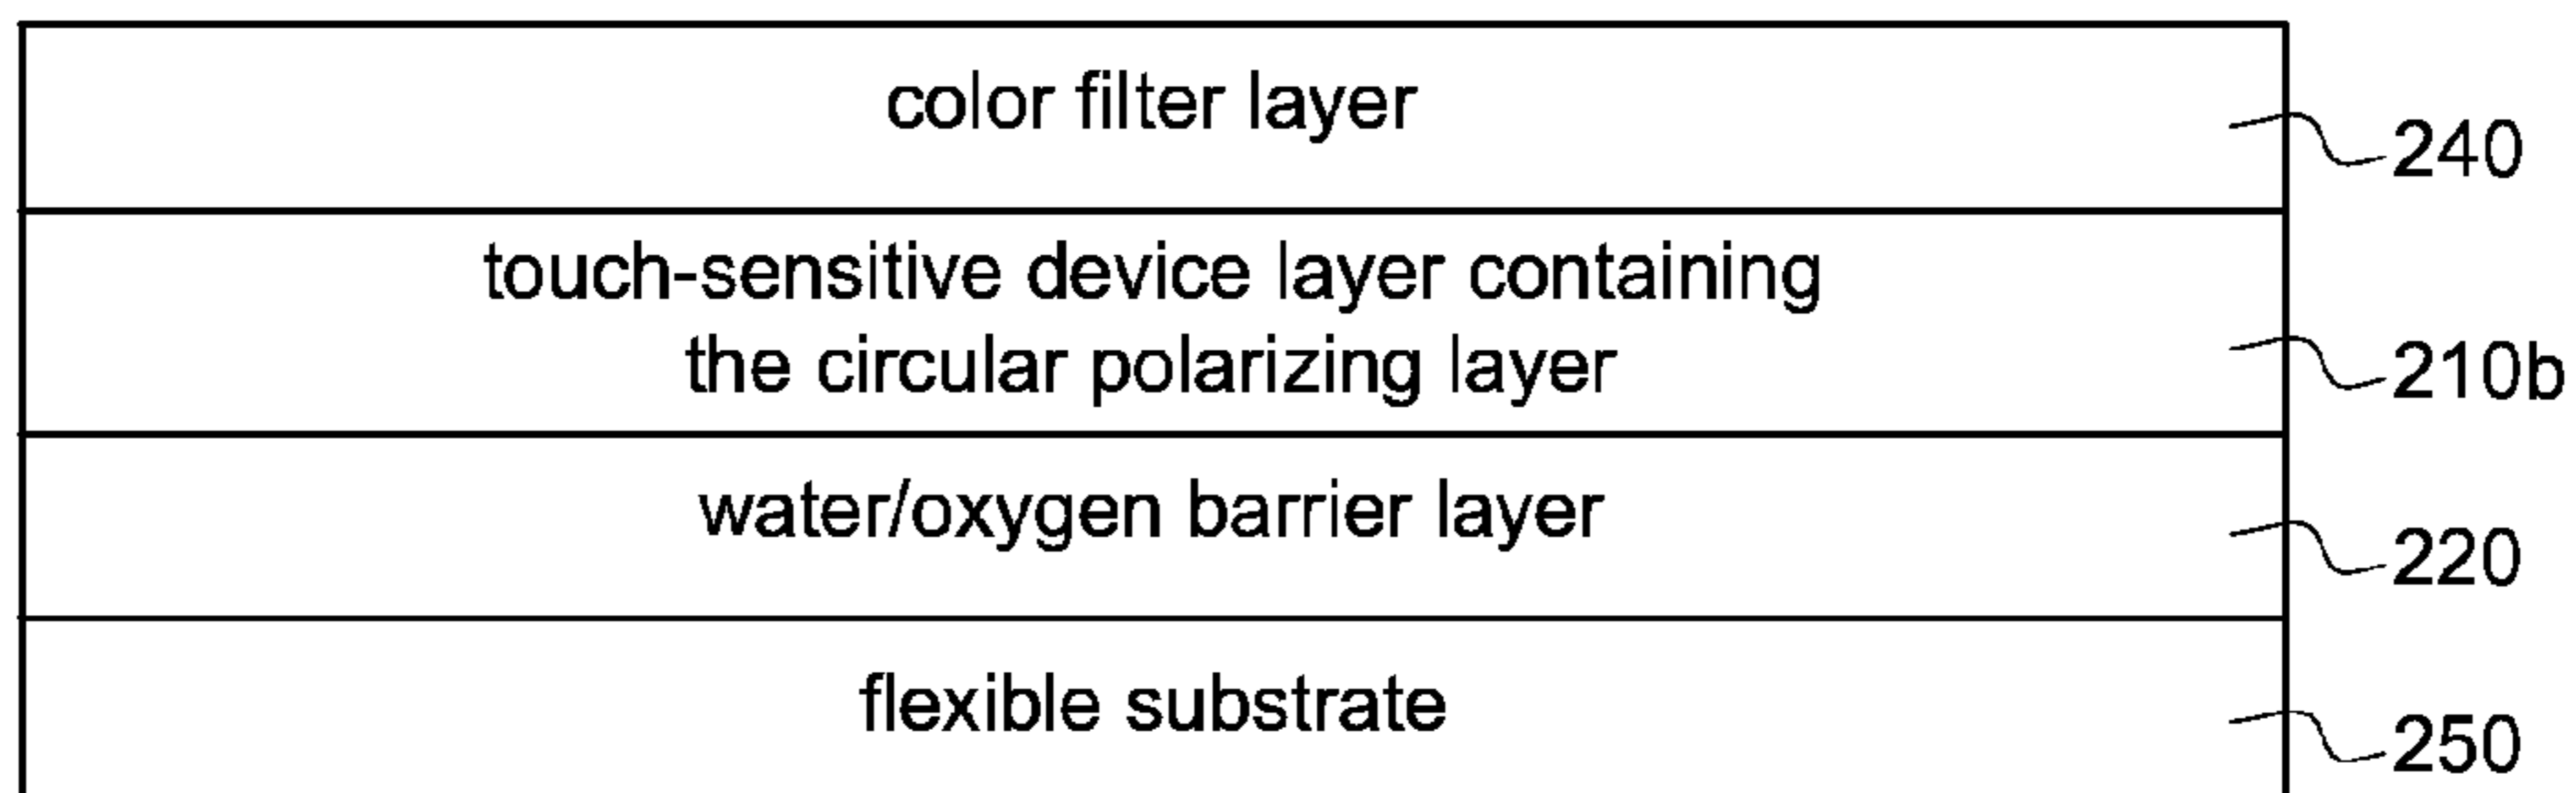 color filter layer
240
touch-sensitive device layer containing
the circular polarizing layer
210b
water/oxygen barrier layer
220
flexible substrate
250